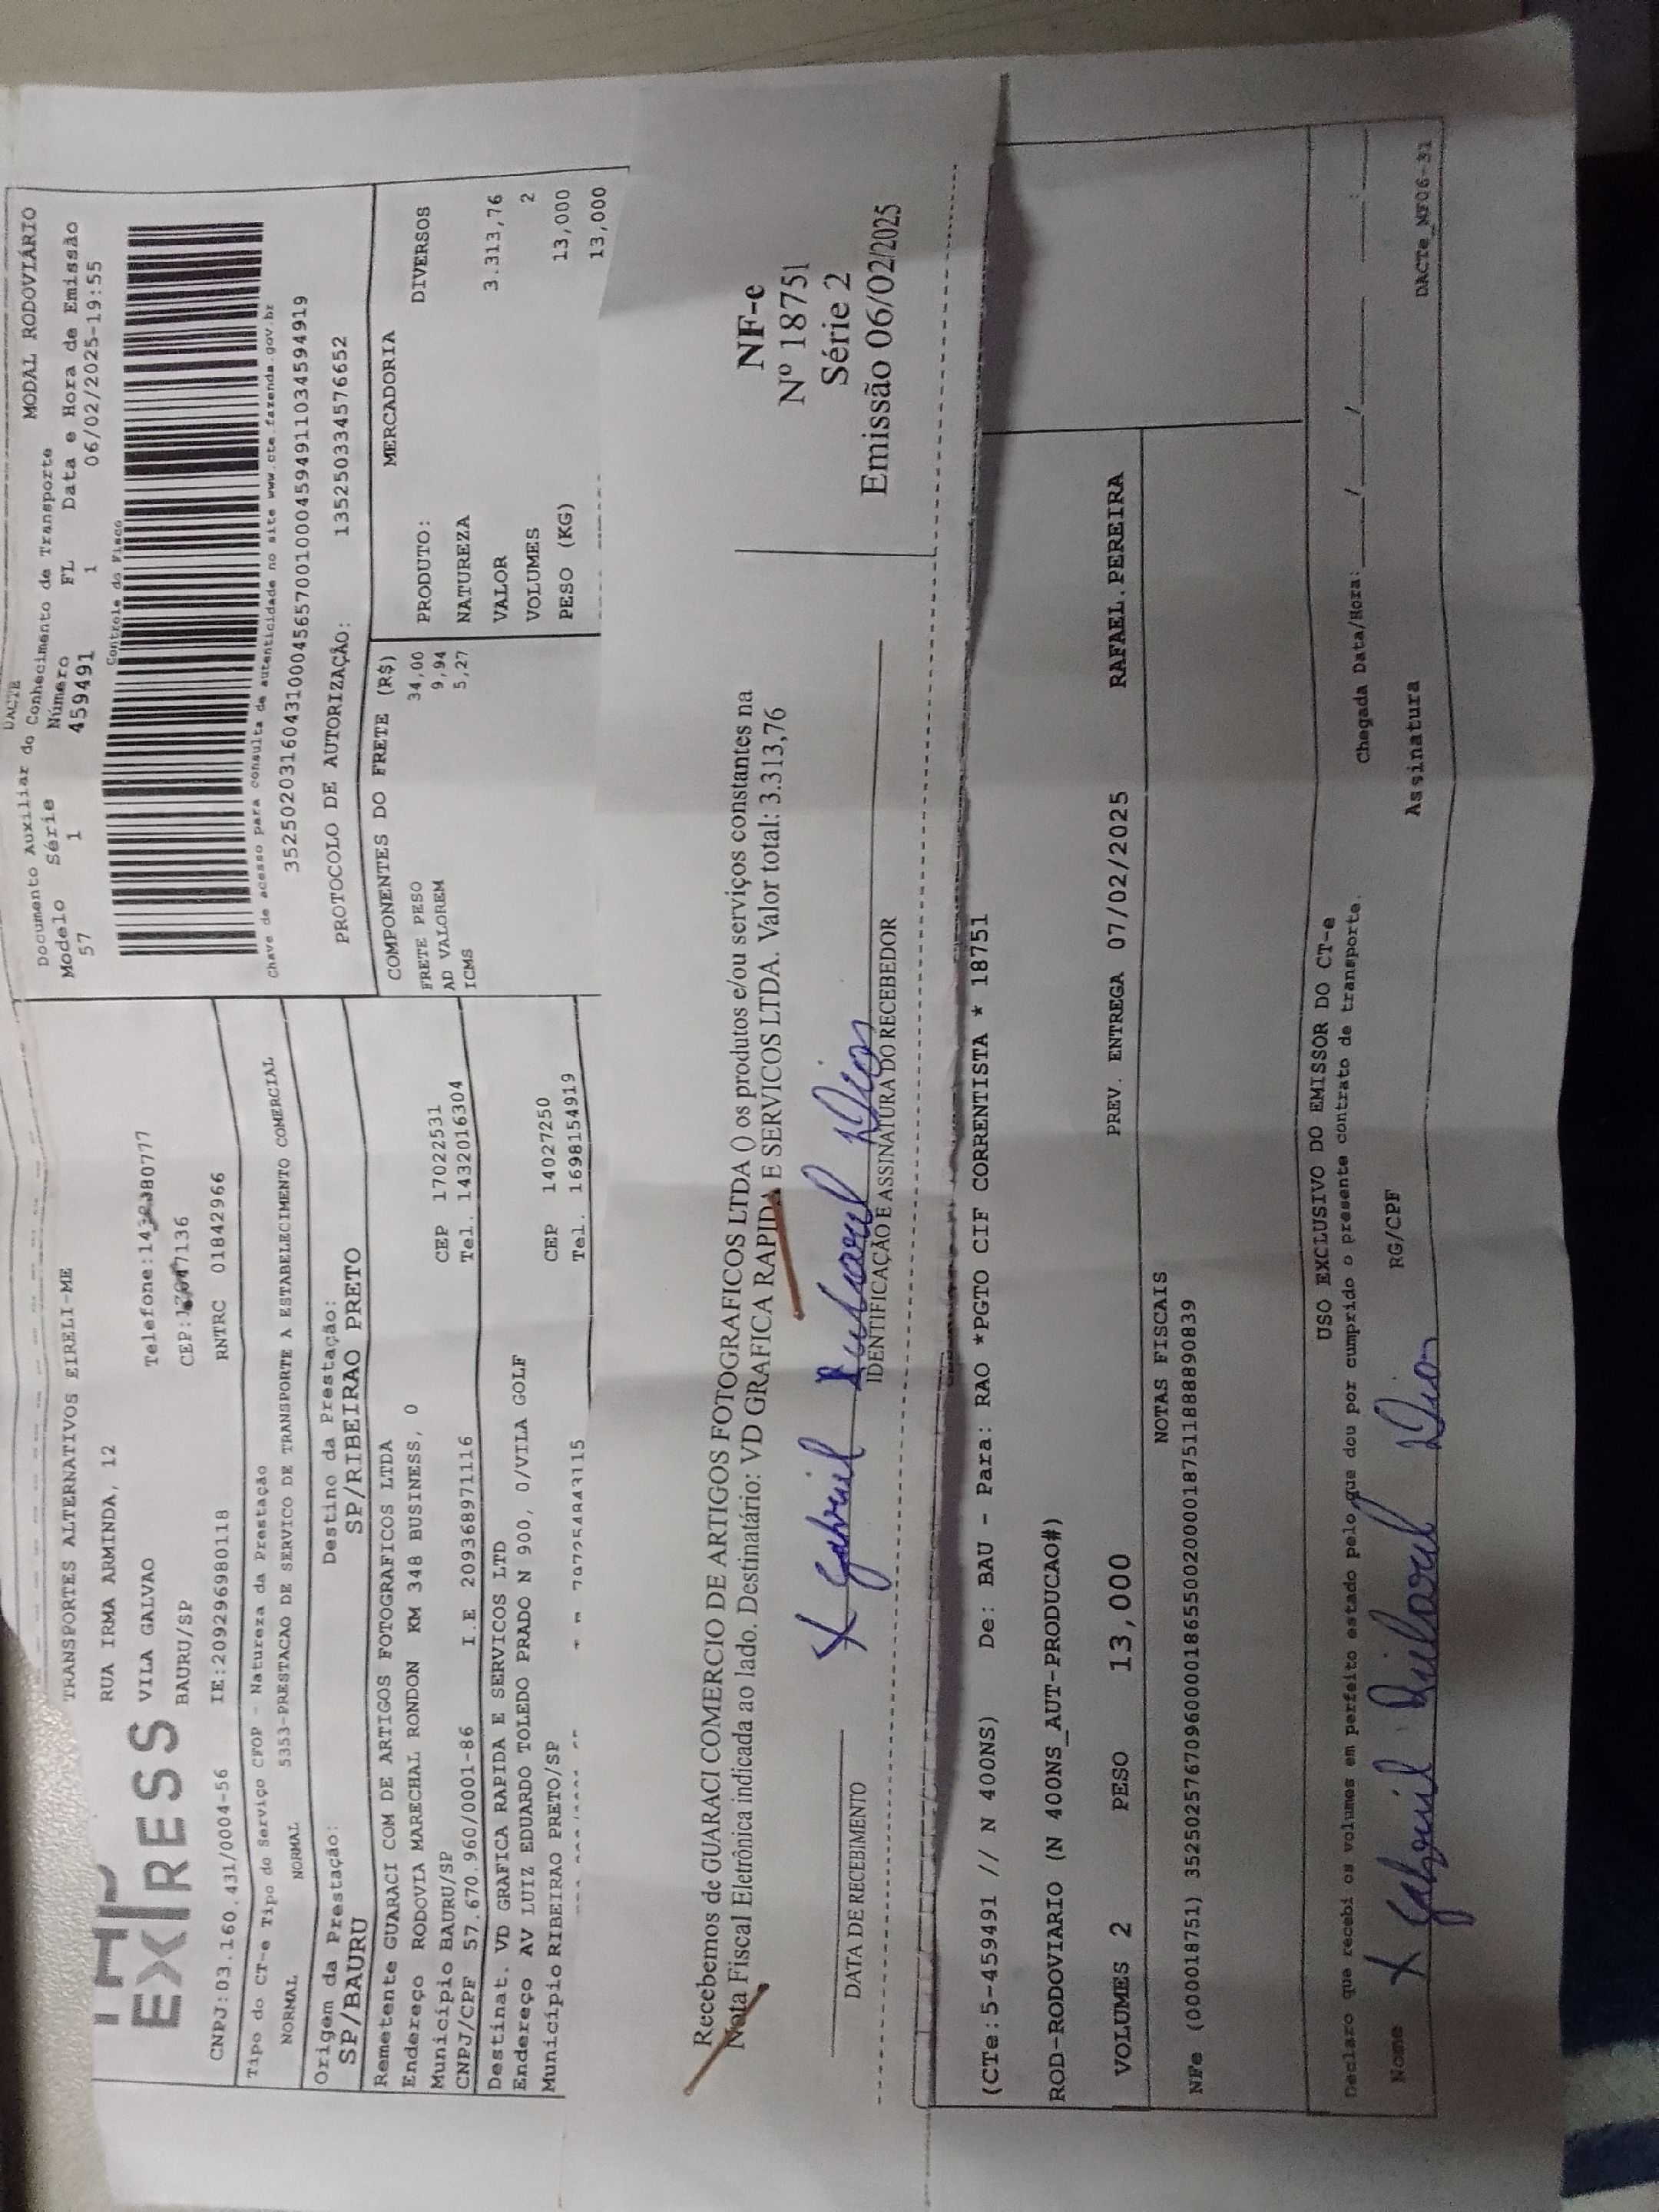 DACTE
Documento Auxiliar do Conhecimento de Transporte
MODAL RODOVIÁRIO
Modelo Série Número FL Data e Hora de Emissão
57 1 459491 1 06/02/2025-19:55
Controle do Fisco
Chave de acesso para consulta de autenticidade no site www.cte.fazenda.gov.br
35250203160431000456570010004594911034594919
PROTOCOLO DE AUTORIZAÇÃO: 135250334576652
EXPRESS
TRANSPORTES ALTERNATIVOS EIRELI-ME
RUA IRMA ARMINDA, 12
VILA GALVAO
BAURU/SP
CNPJ:03.160.431/0004-56 IE:209296980118 RNTRC 01842966
Tipo do CT-e Tipo do Serviço CFOP - Natureza da Prestação
NORMAL NORMAL 5353-PRESTACAO DE SERVICO DE TRANSPORTE A ESTABELECIMENTO COMERCIAL
Origem da Prestação: Destino da Prestação:
SP/BAURU SP/RIBEIRAO PRETO
Remetente GUARACI COM DE ARTIGOS FOTOGRAFICOS LTDA
Endereço RODOVIA MARECHAL RONDON KM 348 BUSINESS, 0
Município BAURU/SP CEP 17022531
CNPJ/CPF 57.670.960/0001-86 I.E 209368971116 Tel. 1432016304
Destinat. VD GRAFICA RAPIDA E SERVICOS LTD
Endereço AV LUIZ EDUARDO TOLEDO PRADO N 900, 0/VILA GOLF
Município RIBEIRAO PRETO/SP CEP 14027250
Tel. 16981154919
COMPONENTES DO FRETE (R$)
FRETE PESO 34,00
AD VALOREM 9,94
ICMS 5,27
MERCADORIA
PRODUTO: DIVERSOS
NATUREZA
VALOR 3.313,76
VOLUMES 2
PESO (KG) 13,000
13,000
Recebemos de GUARACI COMERCIO DE ARTIGOS FOTOGRAFICOS LTDA () os produtos e/ou serviços constantes na
Nota Fiscal Eletrônica indicada ao lado. Destinatário: VD GRAFICA RAPIDA E SERVICOS LTDA. Valor total: 3.313,76
NF-e
Nº 18751
Série 2
Emissão 06/02/2025
X Gabriel Dias
DATA DE RECEBIMENTO
IDENTIFICAÇÃO E ASSINATURA DO RECEBEDOR
(CTe:5-459491 // N 400NS) De: BAU - Para: RAO *PGTO CIF CORRENTISTA * 18751
ROD-RODOVIARIO (N 400NS_AUT-PRODUCAO#)
VOLUMES 2 PESO 13,000 PREV. ENTREGA 07/02/2025 RAFAEL.PEREIRA
NOTAS FISCAIS
NFe (000018751) 35250257670960000186550020000187511888890839
USO EXCLUSIVO DO EMISSOR DO CT-e
Declaro que recebi os volumes em perfeito estado pelo que dou por cumprido o presente contrato de transporte.
Chegada Data/Hora: ____/____/____ ____:____
Nome X Gabriel Dias RG/CPF Assinatura
DACTe_NF06-31